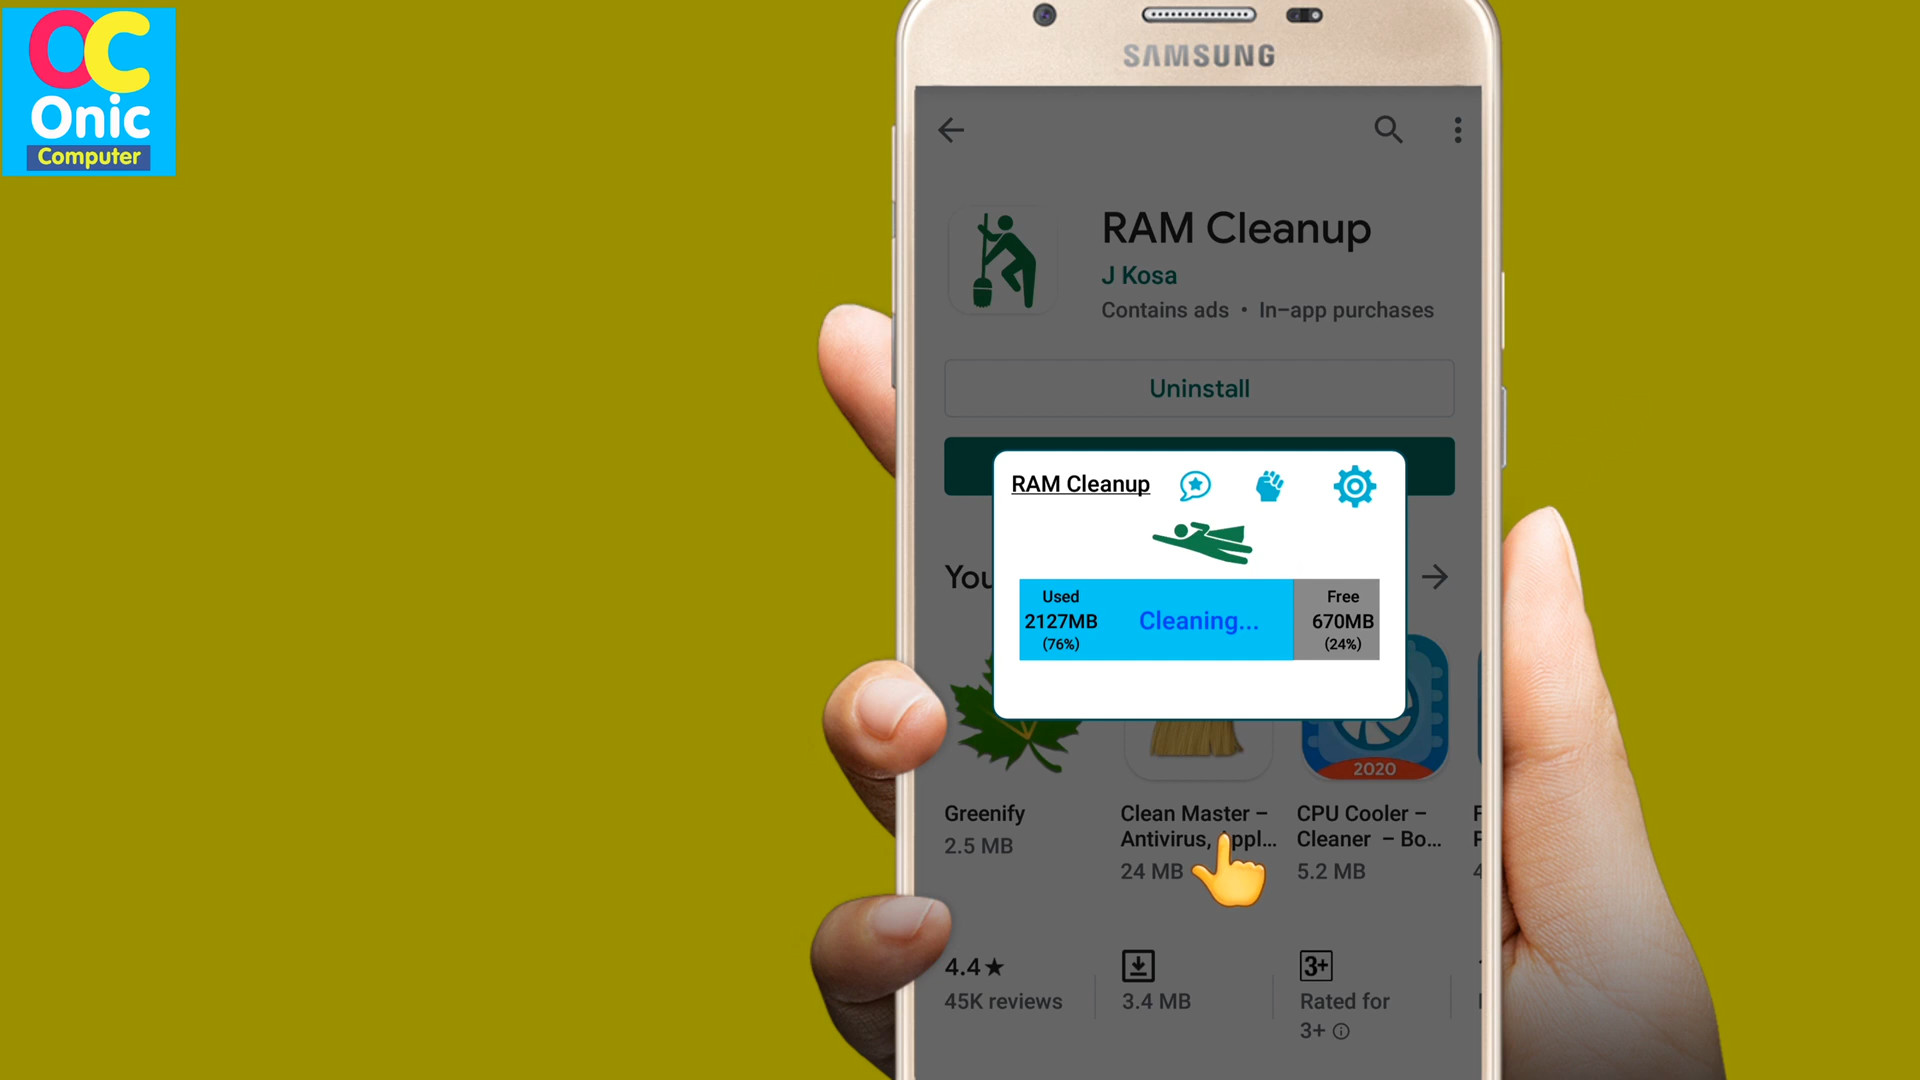 OC
Onic
Computer
SAMSUNG
RAM Cleanup
J Kosa
Contains ads • In-app purchases
Uninstall
RAM Cleanup
You
Used
2127MB
(76%)
Cleaning...
Free
670MB
(24%)
2020
Greenify
2.5 MB
Clean Master –
Antivirus, Appl...
24 MB
CPU Cooler –
Cleaner – Bo...
5.2 MB
4.4★
45K reviews
3.4 MB
3+
Rated for
3+